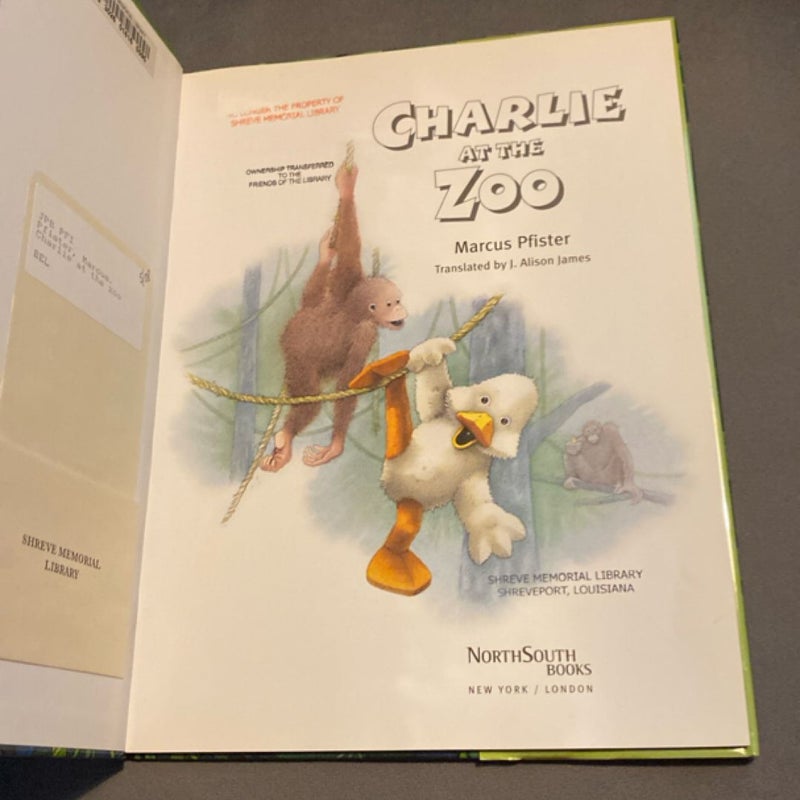 JPB PFI
Pfister, Marcus.
Charlie at the zoo
BEL
SHREVE MEMORIAL
LIBRARY
THE PROPERTY OF
SHREVE MEMORIAL LIBRARY
OWNERSHIP TRANSFERRED
TO THE
FRIENDS OF THE LIBRARY
CHARLIE
AT THE
ZOO
Marcus Pfister
Translated by J. Alison James
SHREVE MEMORIAL LIBRARY
SHREVEPORT, LOUISIANA
NORTHSOUTH
BOOKS
NEW YORK / LONDON